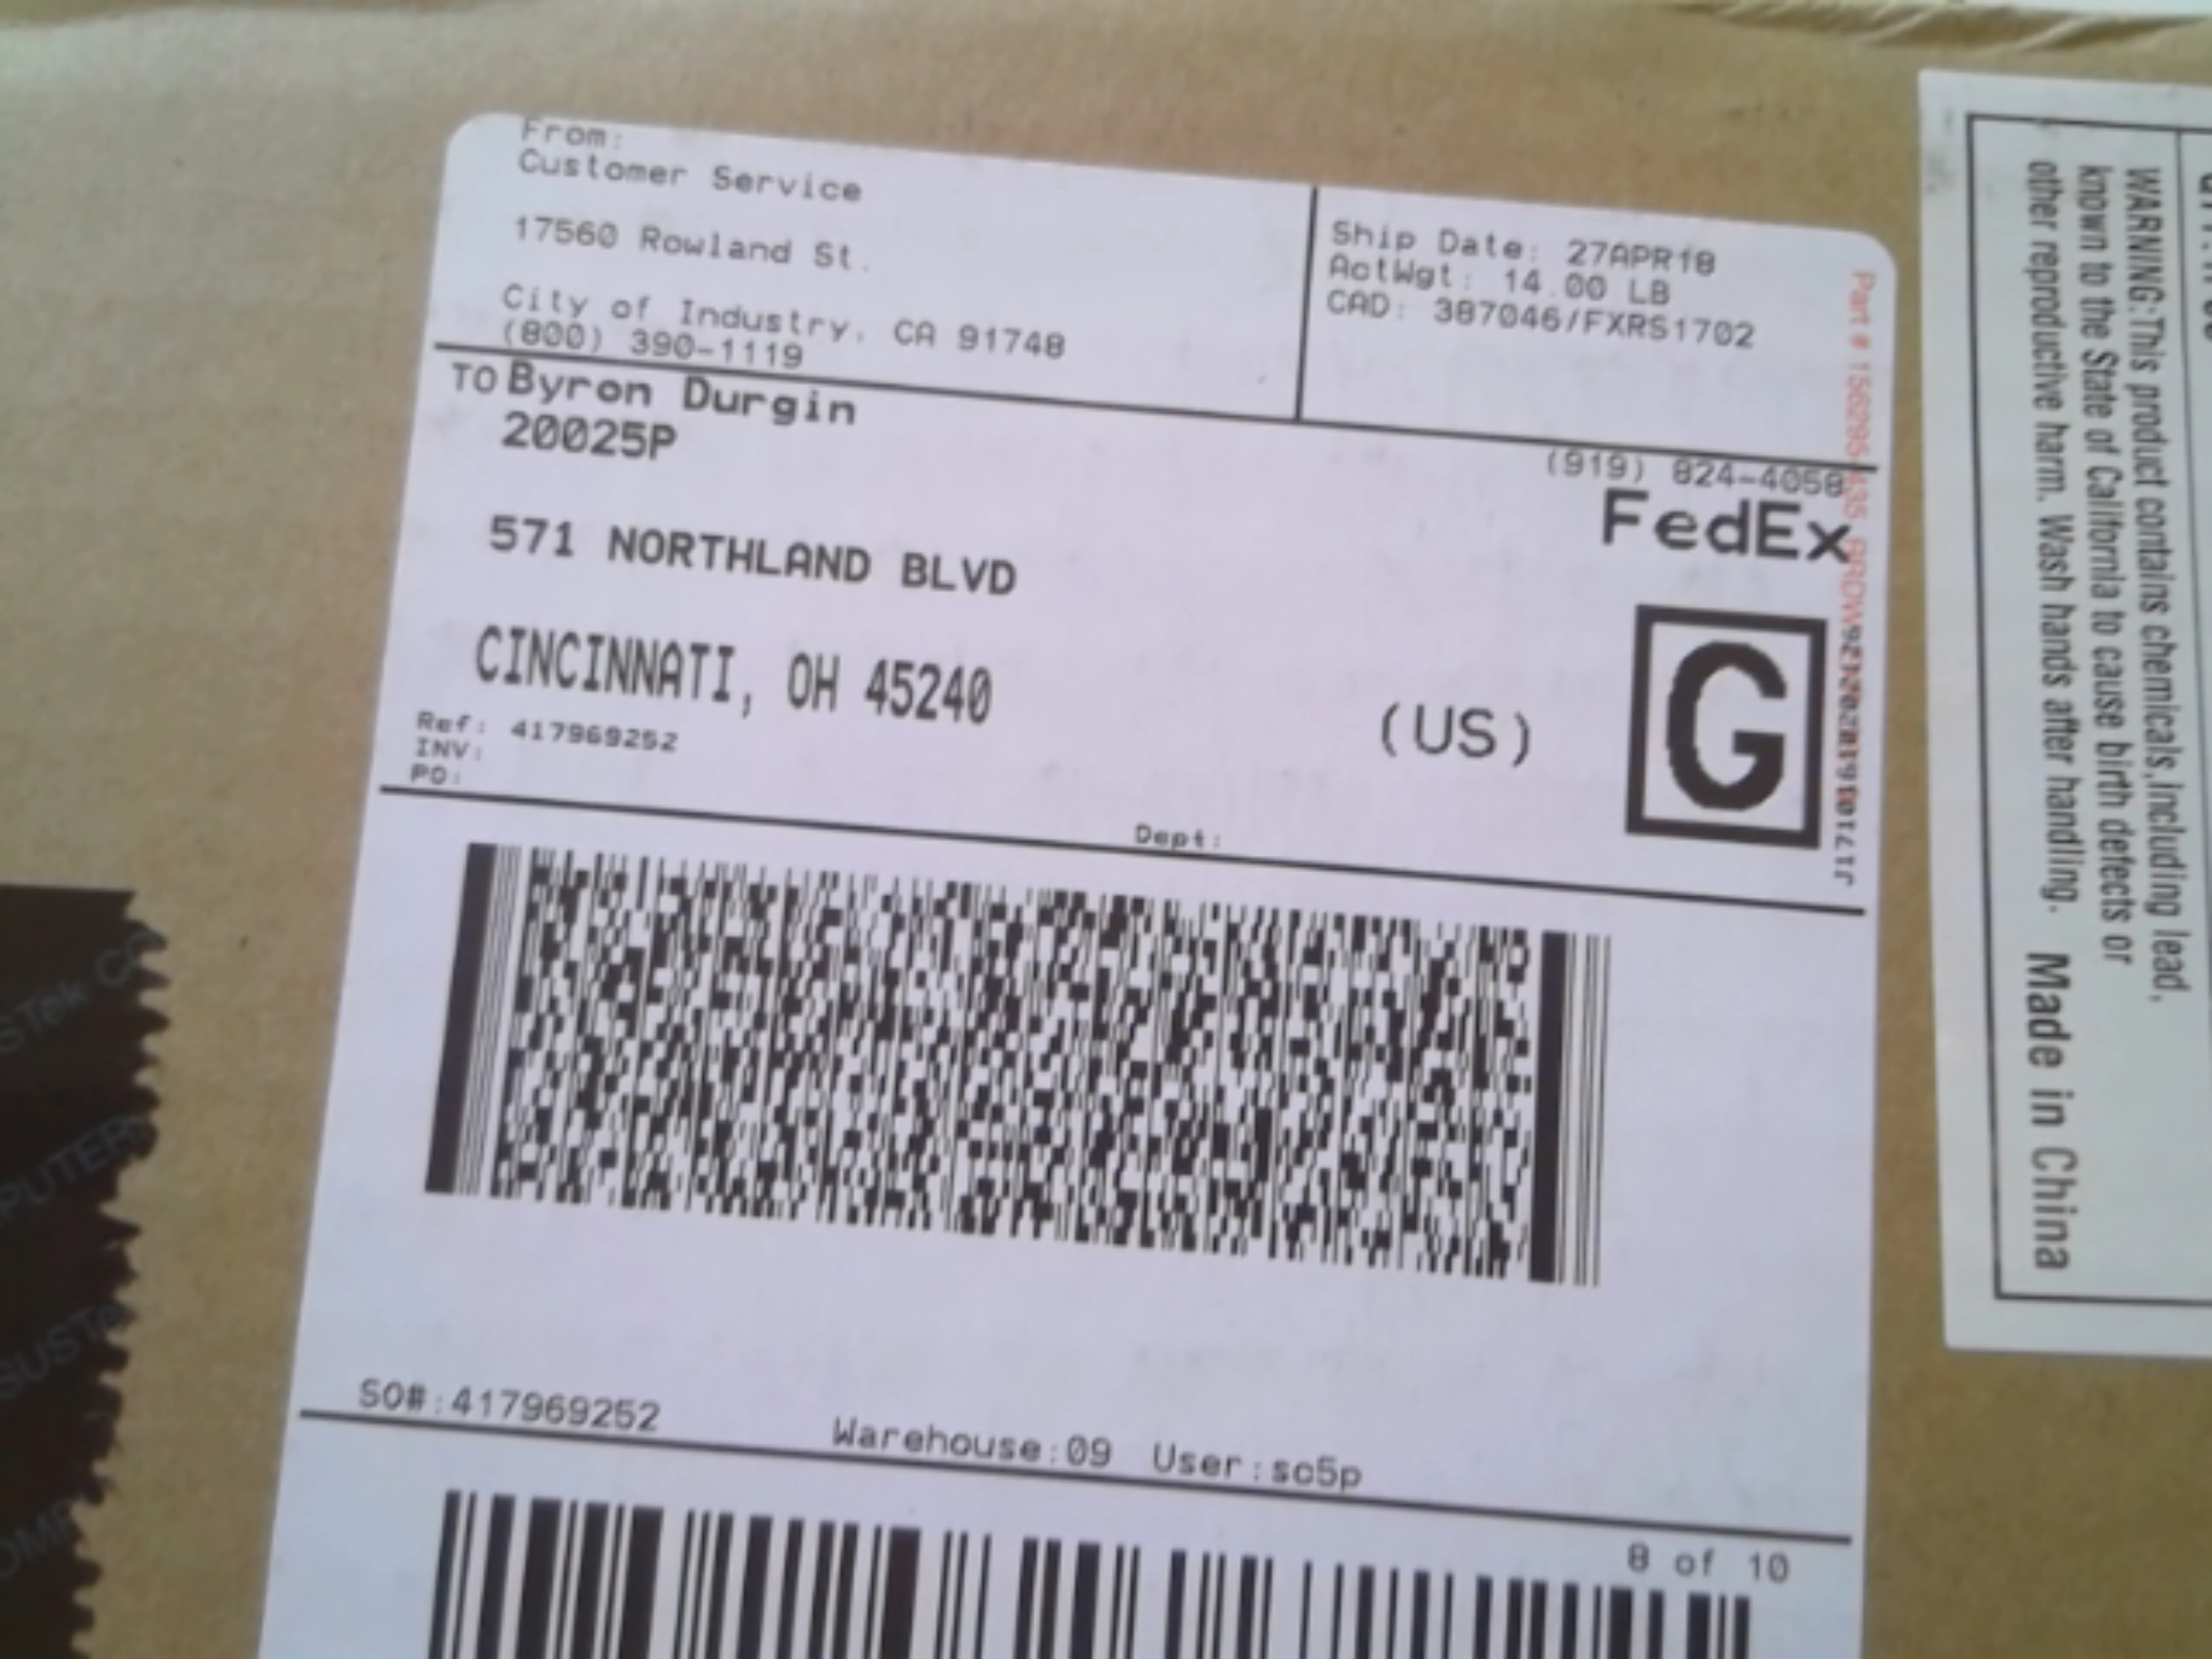 From:
Customer Service
17560 Rowland St.
City of Industry, CA 91748
(800) 390-1119
Ship Date: 27APR18
ActWgt: 14.00 LB
CAD: 387046/FXRS1702
TO Byron Durgin
20025P
(919) 824-4058
571 NORTHLAND BLVD
FedEx
CINCINNATI, OH 45240
(US)
G
Ref: 417969252
INV:
PO:
Dept:
SO#:417969252 Warehouse:09 User:sc5p
8 of 10
Part #
WARNING:This product contains chemicals,including lead,
known to the State of California to cause birth defects or
other reproductive harm. Wash hands after handling. Made in China